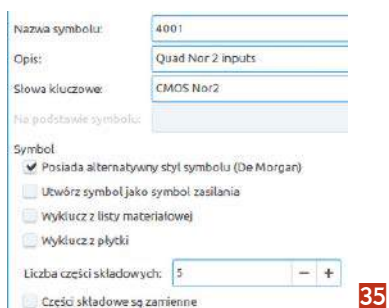 Nazwa symbolu: 4001
Opis: Quad Nor 2 inputs
Słowa kluczowe: CMOS Nor2
Na podstawie symbolu:
Symbol
Posiada alternatywny styl symbolu (De Morgan)
Utwórz symbol jako symbol zasilania
Wyklucz z listy materiałowej
Wyklucz z płytki
Liczba części składowych: 5 − +
Części składowe są zamienne
35